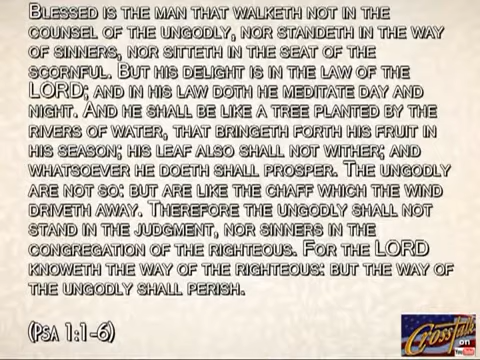 Blessed is the man that walketh not in the
counsel of the ungodly, nor standeth in the way
of sinners, nor sitteth in the seat of the
scornful. But his delight is in the law of the
LORD; and in his law doth he meditate day and
night. And he shall be like a tree planted by the
rivers of water, that bringeth forth his fruit in
his season; his leaf also shall not wither; and
whatsoever he doeth shall prosper. The ungodly
are not so: but are like the chaff which the wind
driveth away. Therefore the ungodly shall not
stand in the judgment, nor sinners in the
congregation of the righteous. For the LORD
knoweth the way of the righteous: but the way of
the ungodly shall perish.
(Psa 1:1-6)
CrossTalk
on
YouTube